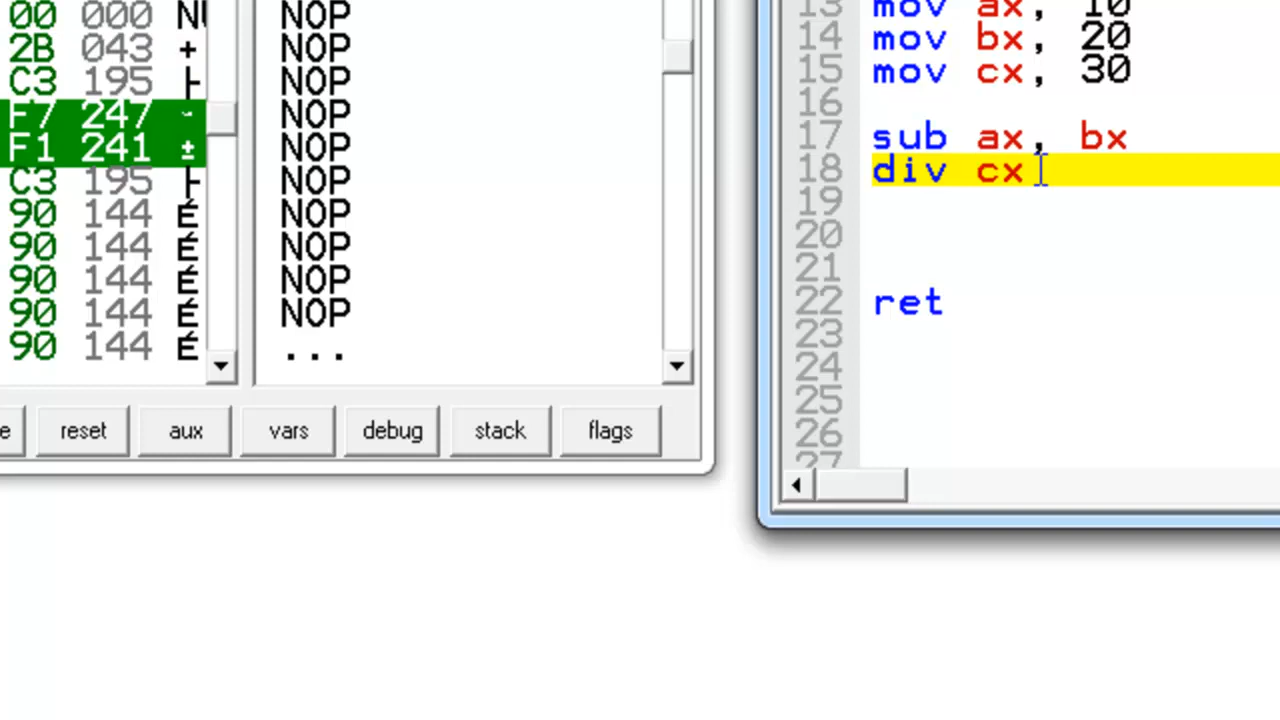 00 000
2B 043 +
C3 195 ├
F7 247
F1 241 ±
C3 195 ├
90 144 É
90 144 É
90 144 É
90 144 É
90 144 É
NOP
NOP
NOP
NOP
NOP
NOP
NOP
NOP
NOP
NOP
...
e reset aux vars debug stack flags
13 mov ax, 10
14 mov bx, 20
15 mov cx, 30
16
17 sub ax, bx
18 div cx
19
20
21
22 ret
23
24
25
26
27